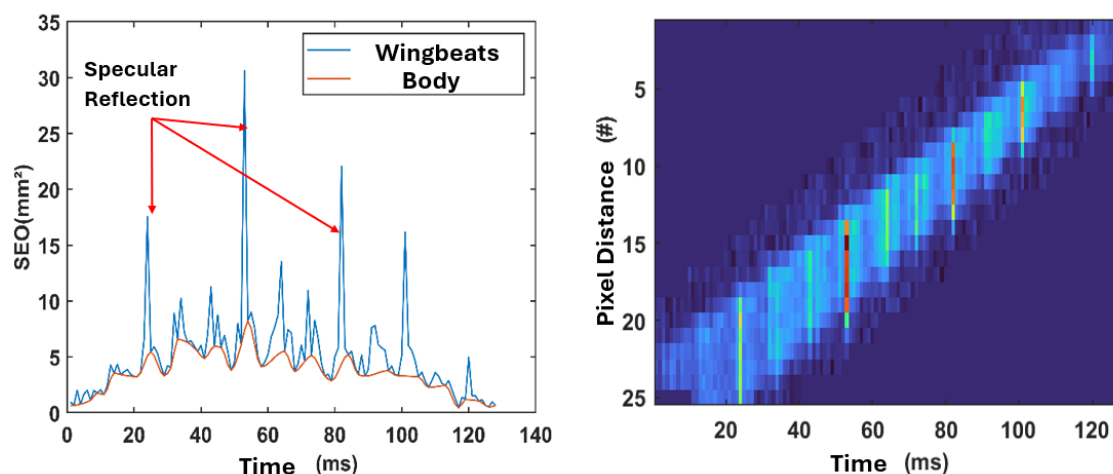 35
30
25
20
15
10
5
0
SEO(mm²)
Specular
Reflection
Wingbeats
Body
0 20 40 60 80 100 120 140
Time (ms)
5
10
15
20
25
Pixel Distance (#)
20 40 60 80 100 120
Time (ms)